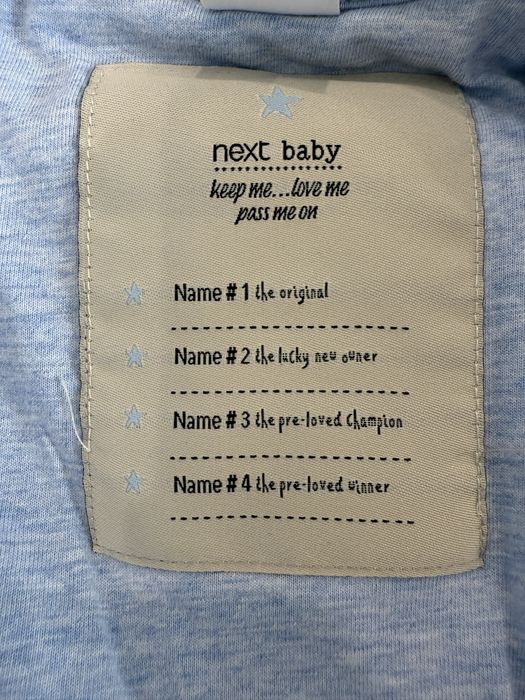 next baby
keep me...love me
pass me on
Name # 1 the original
Name # 2 the lucky new owner
Name # 3 the pre-loved Champion
Name # 4 the pre-loved winner